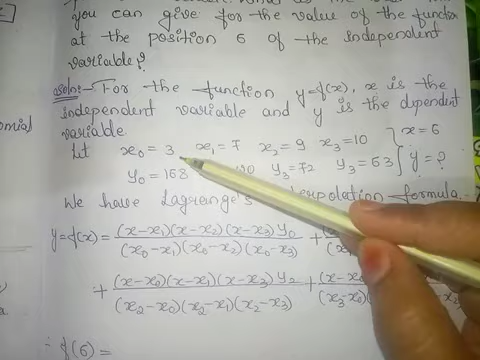 you can give for the value of the function
at the position 6 of the independent
variable?
Soln:- For the function y=f(x), x is the
independent variable and y is the dependent
variable
Let x₀ = 3 x₁ = 7 x₂ = 9 x₃ = 10 } x = 6
y₀ = 168 y₃ = 72 y₃ = 63 } y = ?
We have Lagrange's formula-
y = f(x) = (x-x₁)(x-x₂)(x-x₃) y₀ / (x₀-x₁)(x₀-x₂)(x₀-x₃) +
+ (x-x₀)(x-x₁)(x-x₃) y₂ / (x₂-x₀)(x₂-x₁)(x₂-x₃) +
∴ f(6) =